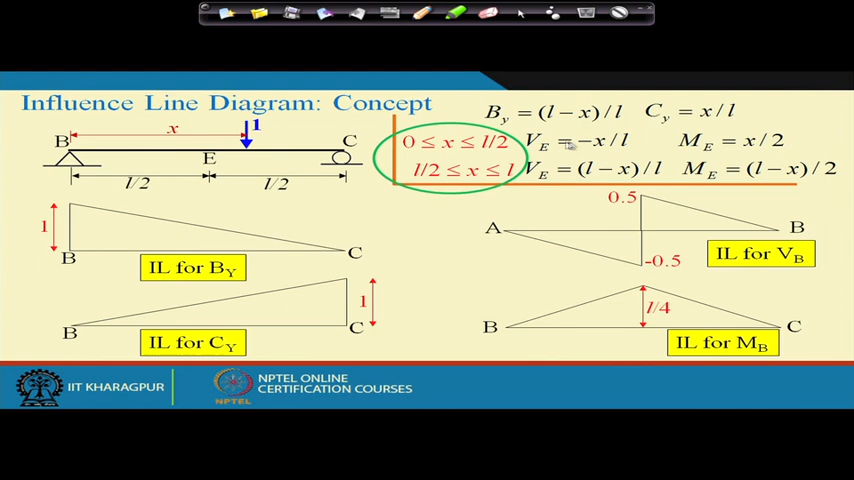 Influence Line Diagram: Concept
B_y = (l − x)/l   C_y = x/l
0 ≤ x ≤ l/2   V_E = −x/l   M_E = x/2
l/2 ≤ x ≤ l   V_E = (l − x)/l   M_E = (l − x)/2
x
1
B
E
C
l/2
l/2
1
B
C
IL for B_Y
1
B
C
IL for C_Y
0.5
A
B
-0.5
IL for V_B
l/4
B
C
IL for M_B
IIT KHARAGPUR
NPTEL
NPTEL ONLINE
CERTIFICATION COURSES